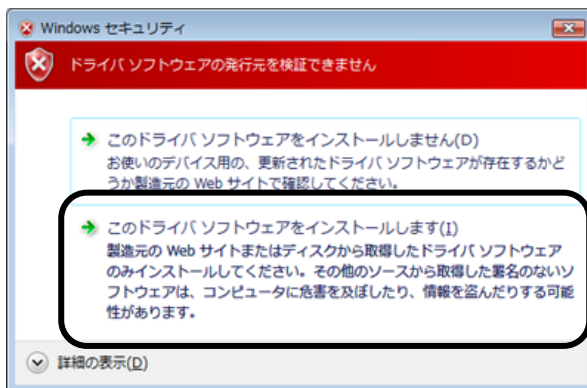 Windows セキュリティ
ドライバ ソフトウェアの発行元を検証できません
このドライバ ソフトウェアをインストールしません(D)
お使いのデバイス用の、更新されたドライバ ソフトウェアが存在するかど
うか製造元の Web サイトで確認してください。
このドライバ ソフトウェアをインストールします(I)
製造元の Web サイトまたはディスクから取得したドライバ ソフトウェア
のみインストールしてください。その他のソースから取得した署名のないソ
フトウェアは、コンピュータに危害を及ぼしたり、情報を盗んだりする可能
性があります。
詳細の表示(D)